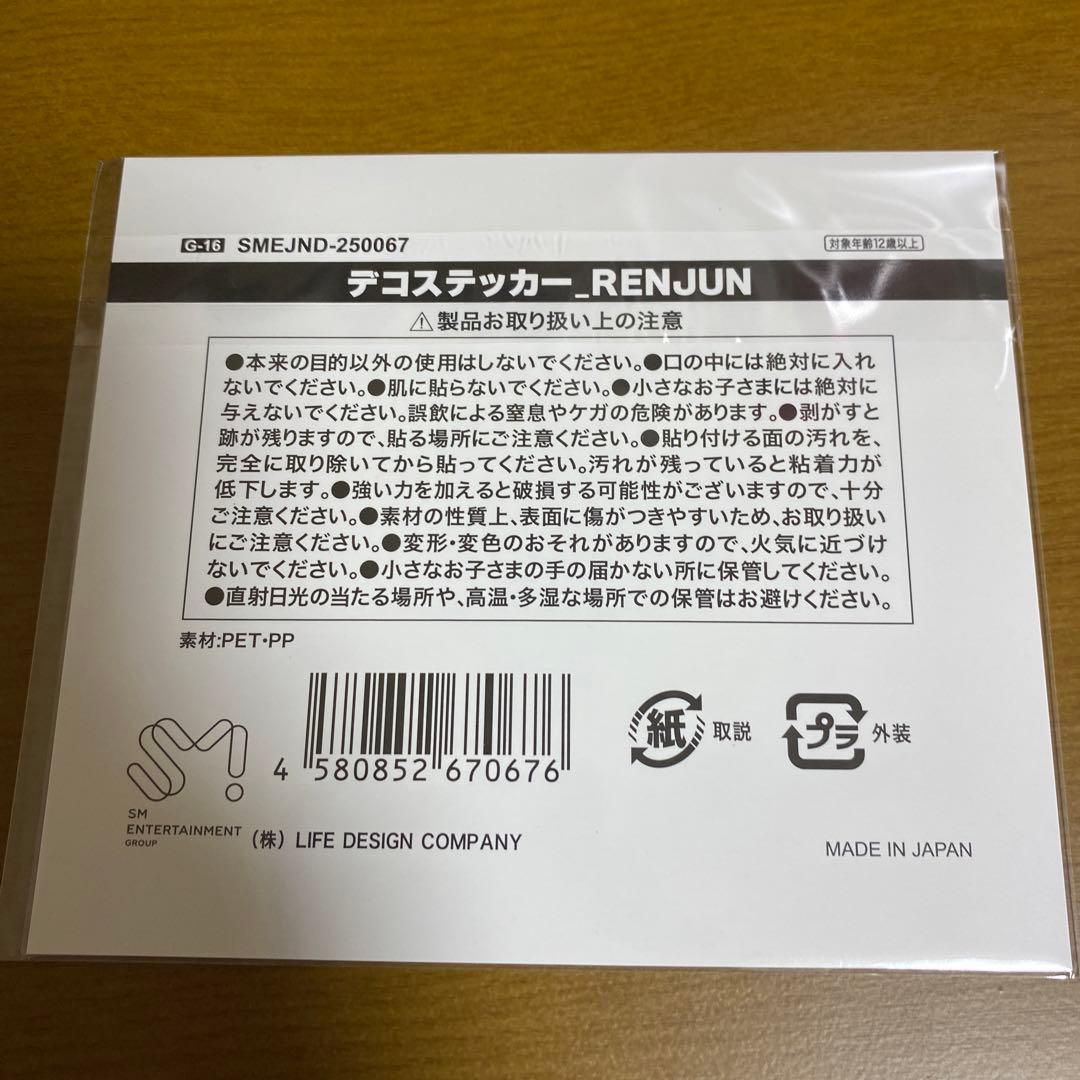 G-16 SMEJND-250067 対象年齢12歳以上
デコステッカー_RENJUN
⚠製品お取り扱い上の注意
●本来の目的以外の使用はしないでください。●口の中には絶対に入れ
ないでください。●肌に貼らないでください。●小さなお子さまには絶対に
与えないでください。誤飲による窒息やケガの危険があります。●剥がすと
跡が残りますので、貼る場所にご注意ください。●貼り付ける面の汚れを、
完全に取り除いてから貼ってください。汚れが残っていると粘着力が
低下します。●強い力を加えると破損する可能性がございますので、十分
ご注意ください。●素材の性質上、表面に傷がつきやすいため、お取り扱い
にご注意ください。●変形・変色のおそれがありますので、火気に近づけ
ないでください。●小さなお子さまの手の届かない所に保管してください。
●直射日光の当たる場所や、高温・多湿な場所での保管はお避けください。
素材:PET・PP
紙 取説 プラ 外装
4 580852 670676
SM
ENTERTAINMENT
GROUP
(株) LIFE DESIGN COMPANY
MADE IN JAPAN